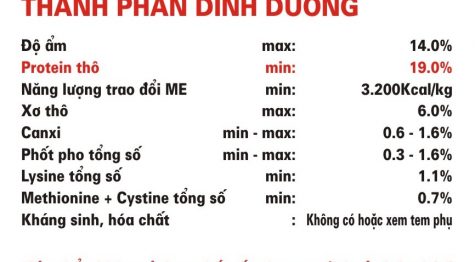 THÀNH PHẦN DINH DƯỠNG
Độ ẩm max: 14.0%
Protein thô min: 19.0%
Năng lượng trao đổi ME min: 3.200Kcal/kg
Xơ thô max: 6.0%
Canxi min - max: 0.6 - 1.6%
Phốt pho tổng số min - max: 0.3 - 1.6%
Lysine tổng số min: 1.1%
Methionine + Cystine tổng số min: 0.7%
Kháng sinh, hóa chất : Không có hoặc xem tem phụ